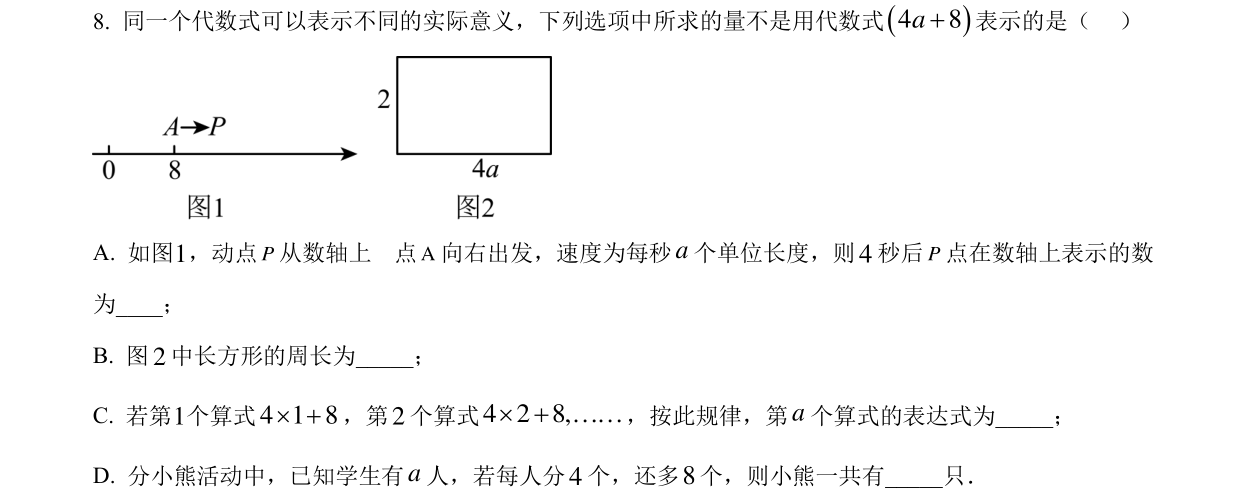 8. 同一个代数式可以表示不同的实际意义，下列选项中所求的量不是用代数式(4a+8)表示的是（　）
2
A→P
0 8 4a
图1 图2
A. 如图1，动点P从数轴上　点A向右出发，速度为每秒a个单位长度，则4秒后P点在数轴上表示的数
为____；
B. 图2中长方形的周长为_____；
C. 若第1个算式4×1+8，第2个算式4×2+8,……，按此规律，第a个算式的表达式为_____；
D. 分小熊活动中，已知学生有a人，若每人分4个，还多8个，则小熊一共有_____只．